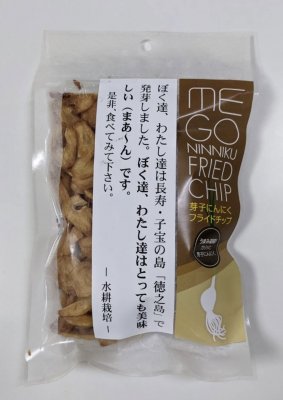 ぼく達、わたし達は長寿・子宝の島「徳之島」で
発芽しました。ぼく達、わたし達はとっても美味
しい（まあ～ん）です。
是非、食べてみて下さい。
― 水耕栽培 ―
ME
GO
NINNIKU
FRIED
CHIP
芽子にんにく
フライドチップ